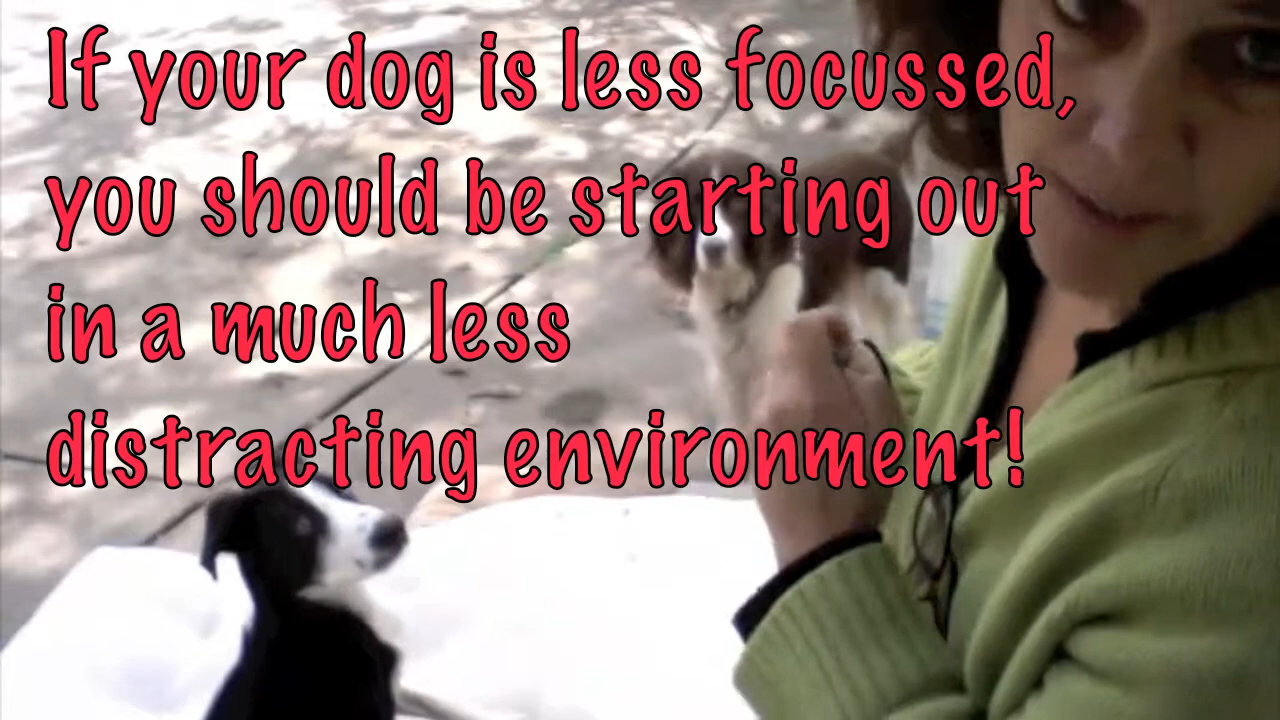 If your dog is less focussed,
you should be starting out
in a much less
distracting environment!